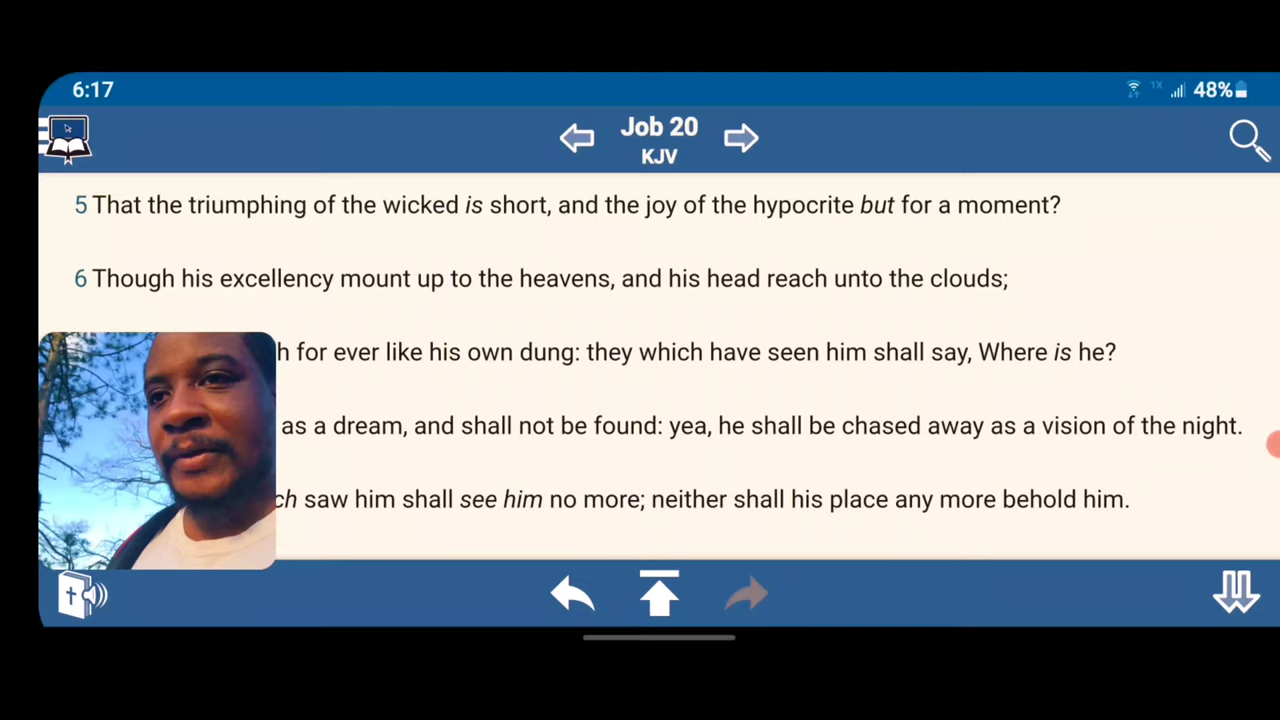 6:17
1X
48%
Job 20
KJV
5 That the triumphing of the wicked is short, and the joy of the hypocrite but for a moment?
6 Though his excellency mount up to the heavens, and his head reach unto the clouds;
for ever like his own dung: they which have seen him shall say, Where is he?
as a dream, and shall not be found: yea, he shall be chased away as a vision of the night.
saw him shall see him no more; neither shall his place any more behold him.